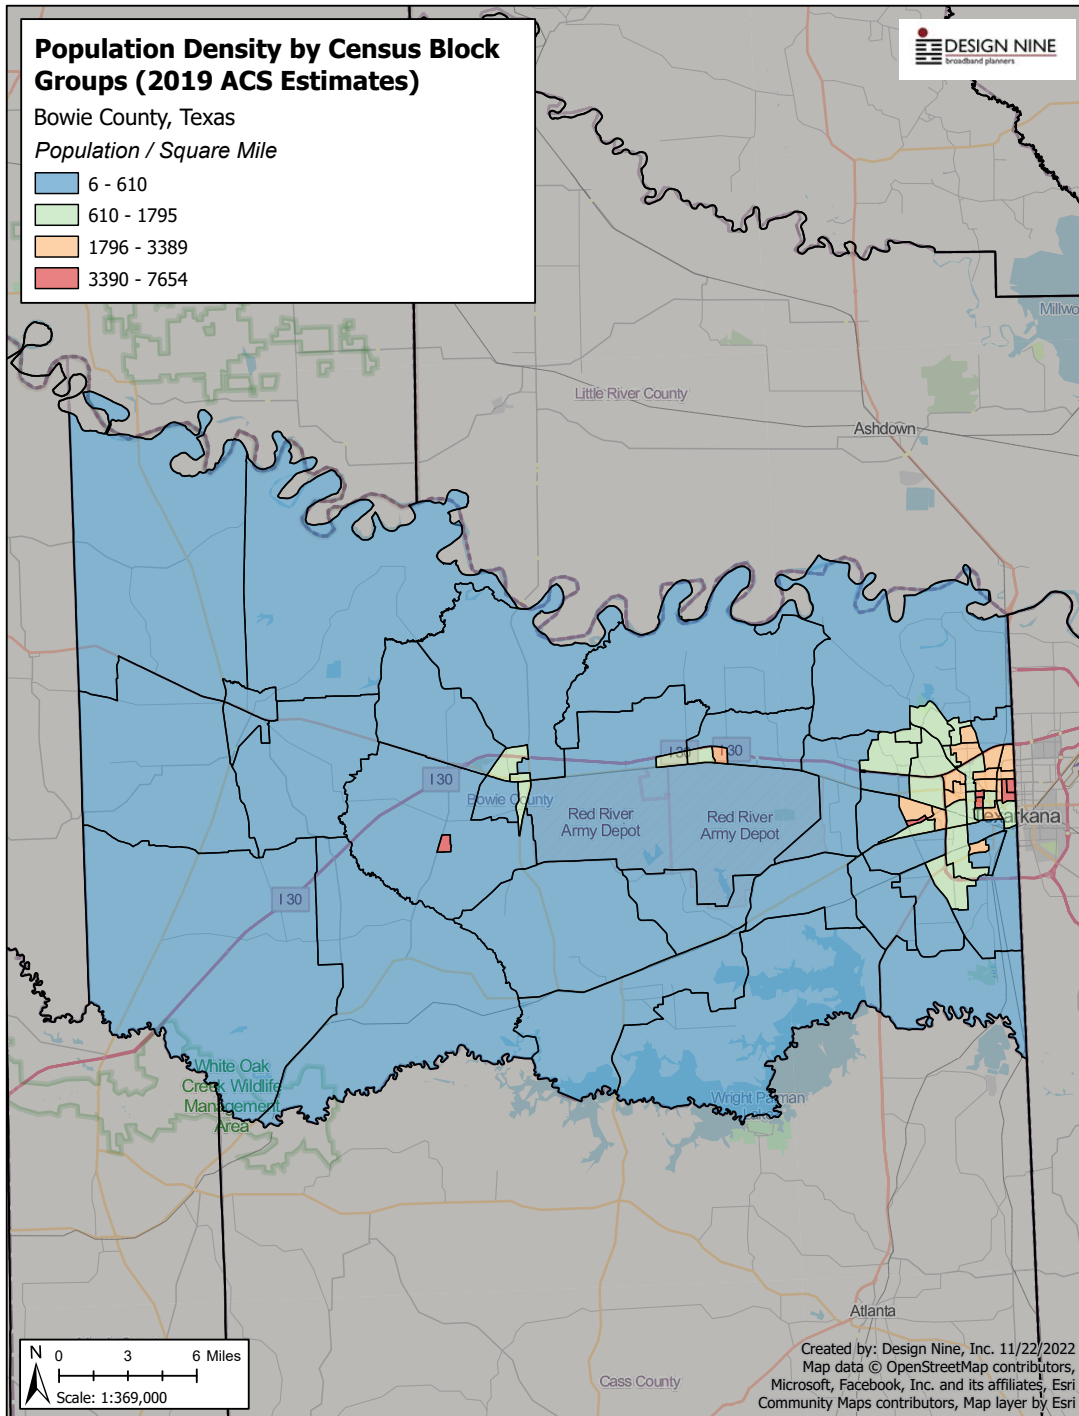 Population Density by Census Block
Groups (2019 ACS Estimates)
Bowie County, Texas
Population / Square Mile
6 - 610
610 - 1795
1796 - 3389
3390 - 7654
DESIGN NINE
broadband planners
Little River County
Ashdown
I 30
I 30
I 30
Bowie County
Red River
Army Depot
Red River
Army Depot
I 30
White Oak
Creek Wildlife
Management
Area
Atlanta
Cass County
N
0 3 6 Miles
Scale: 1:369,000
Created by: Design Nine, Inc. 11/22/2022
Map data © OpenStreetMap contributors,
Microsoft, Facebook, Inc. and its affiliates, Esri
Community Maps contributors, Map layer by Esri